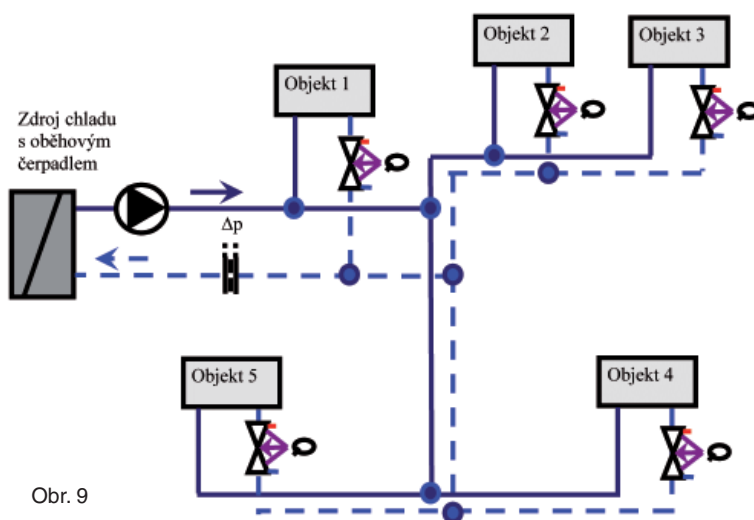 Objekt 2
Objekt 3
Objekt 1
Q
Q
Q
Zdroj chladu
s oběhovým
čerpadlem
Δp
Objekt 5
Objekt 4
Q
Q
Obr. 9